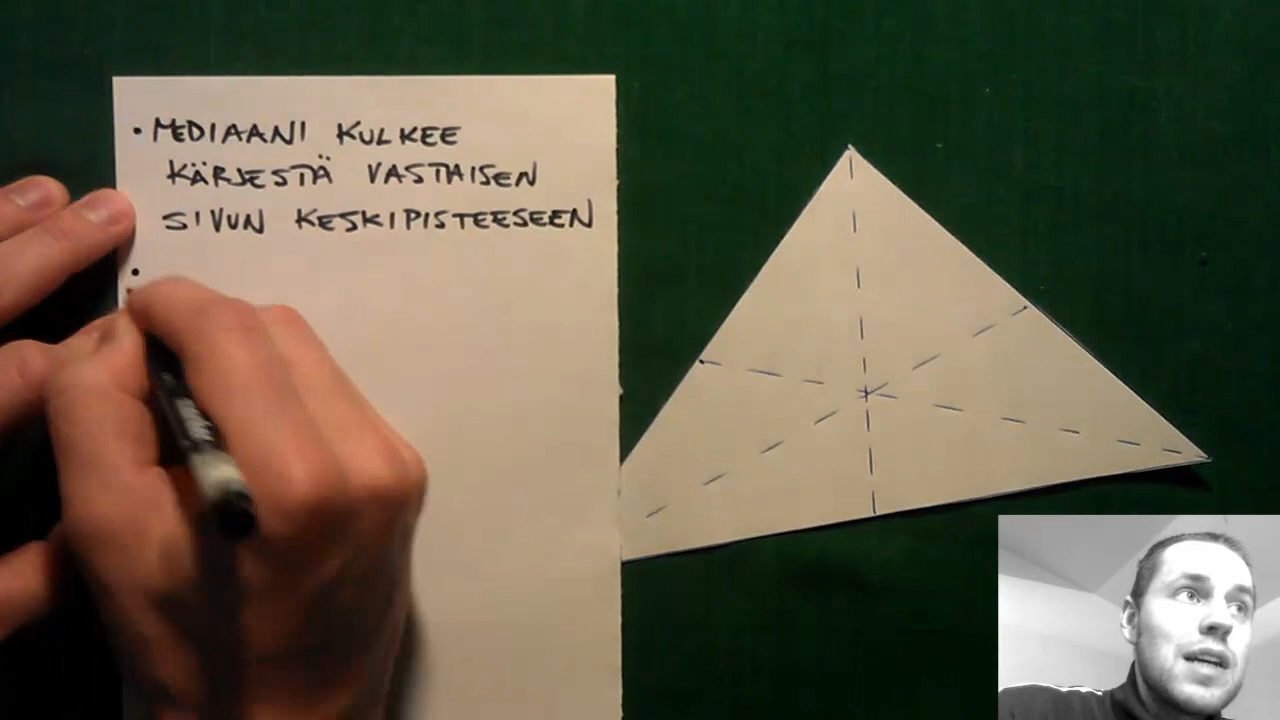 • MEDIAANI KULKEE
KÄRJESTÄ VASTAISEN
SIVUN KESKIPISTEESEEN
•